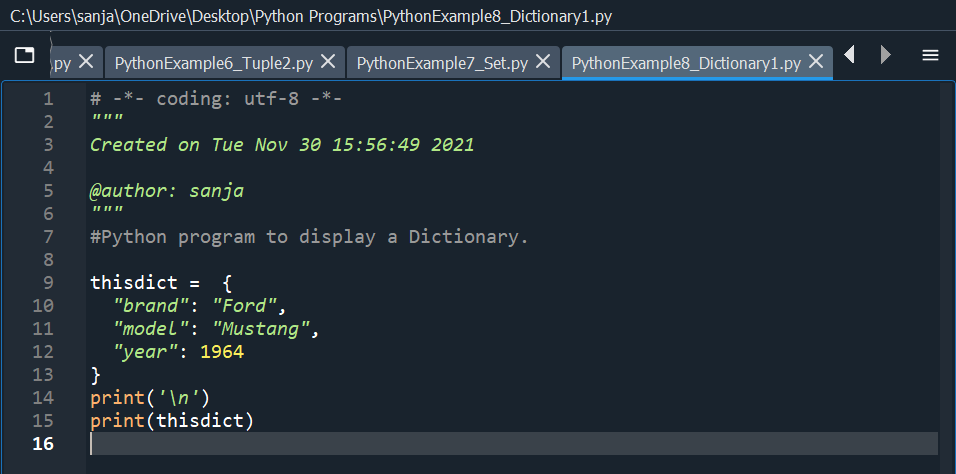 C:\Users\sanja\OneDrive\Desktop\Python Programs\PythonExample8_Dictionary1.py
.py PythonExample6_Tuple2.py PythonExample7_Set.py PythonExample8_Dictionary1.py
1 # -*- coding: utf-8 -*-
2 """
3 Created on Tue Nov 30 15:56:49 2021
4
5 @author: sanja
6 """
7 #Python program to display a Dictionary.
8
9 thisdict =  {
10   "brand": "Ford",
11   "model": "Mustang",
12   "year": 1964
13 }
14 print('\n')
15 print(thisdict)
16